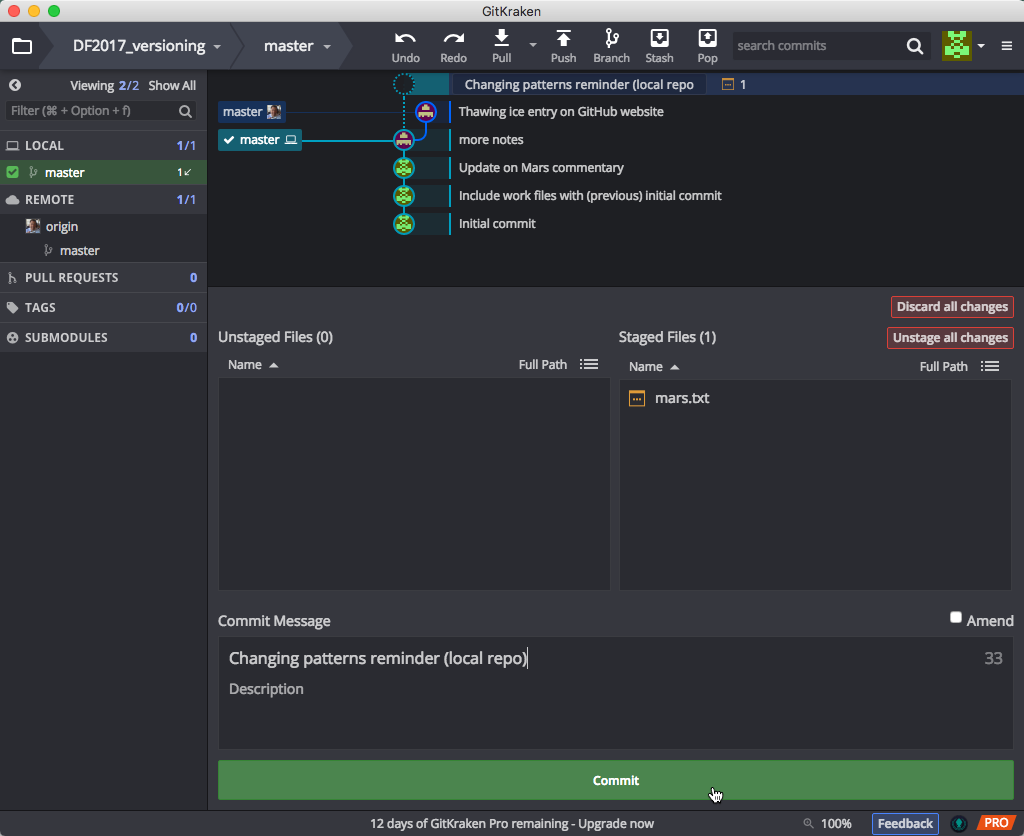 GitKraken
DF2017_versioning
master
Undo
Redo
Pull
Push
Branch
Stash
Pop
search commits
Viewing 2/2 Show All
Filter (⌘ + Option + f)
LOCAL 1/1
master 1↙
REMOTE 1/1
origin
master
PULL REQUESTS 0
TAGS 0/0
SUBMODULES 0
Changing patterns reminder (local repo 1
master Thawing ice entry on GitHub website
master more notes
Update on Mars commentary
Include work files with (previous) initial commit
Initial commit
Discard all changes
Unstaged Files (0)
Name Full Path
Staged Files (1)
Unstage all changes
Name Full Path
mars.txt
Commit Message
Amend
Changing patterns reminder (local repo) 33
Description
Commit
12 days of GitKraken Pro remaining - Upgrade now
100%
Feedback
PRO